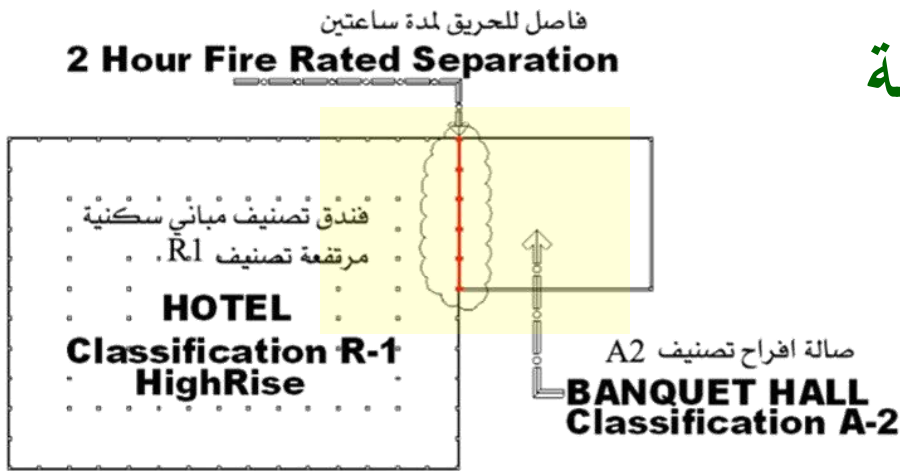 فاصل للحريق لمدة ساعتين
2 Hour Fire Rated Separation
فندق تصنيف مباني سكنية
مرتفعة تصنيف R1
HOTEL
Classification R-1
HighRise
صالة افراح تصنيف A2
BANQUET HALL
Classification A-2